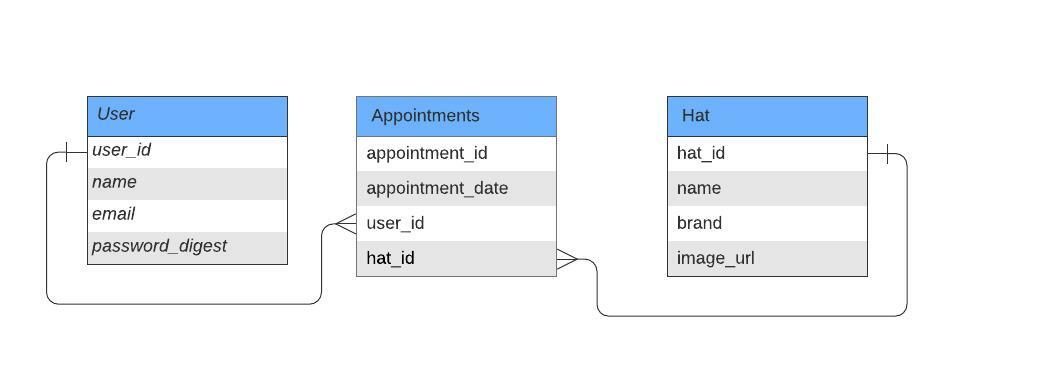 User
user_id
name
email
password_digest
Appointments
appointment_id
appointment_date
user_id
hat_id
Hat
hat_id
name
brand
image_url